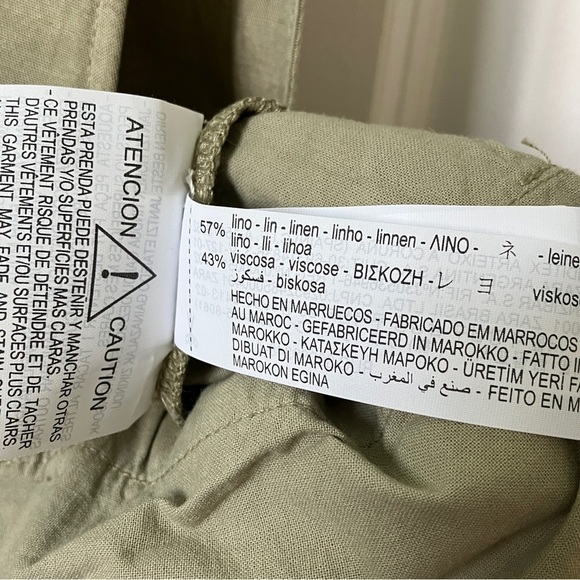 57% lino - lin - linen - linho - linnen - ΛΙΝΟ - ネ - leine
liño - lli - lihoa
43% viscosa - viscose - ΒΙΣΚΟΖΗ - レ ヨ viskos
فيسكوز - biskosa
HECHO EN MARRUECOS - FABRICADO EM MARROCOS
AU MAROC - GEFABRICEERD IN MAROKKO - FATTO IN
MAROKKO - ΚΑΤΑΣΚΕΥΗ ΜΑΡΟΚΟ - ÜRETİM YERİ FA
DIBUAT DI MAROKO - صنع في المغرب - FEITO EN M
MAROKON EGINA
ATENCION
CAUTION
ESTA PRENDA PUEDE DESTEÑIR Y MANCHAR OTRAS
PRENDAS Y/O SUPERFICIES MAS CLARAS.
- CE VÊTEMENT RISQUE DE DÉTEINDRE ET DE TACHER
D'AUTRES VÊTEMENTS ET/OU SURFACES PLUS CLAIRS.
THIS GARMENT MAY FADE AND STAIN